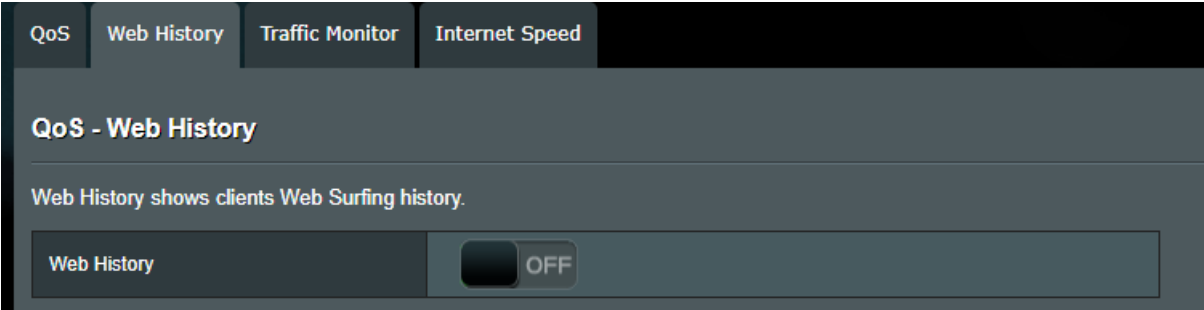 QoS Web History Traffic Monitor Internet Speed
QoS - Web History
Web History shows clients Web Surfing history.
Web History OFF